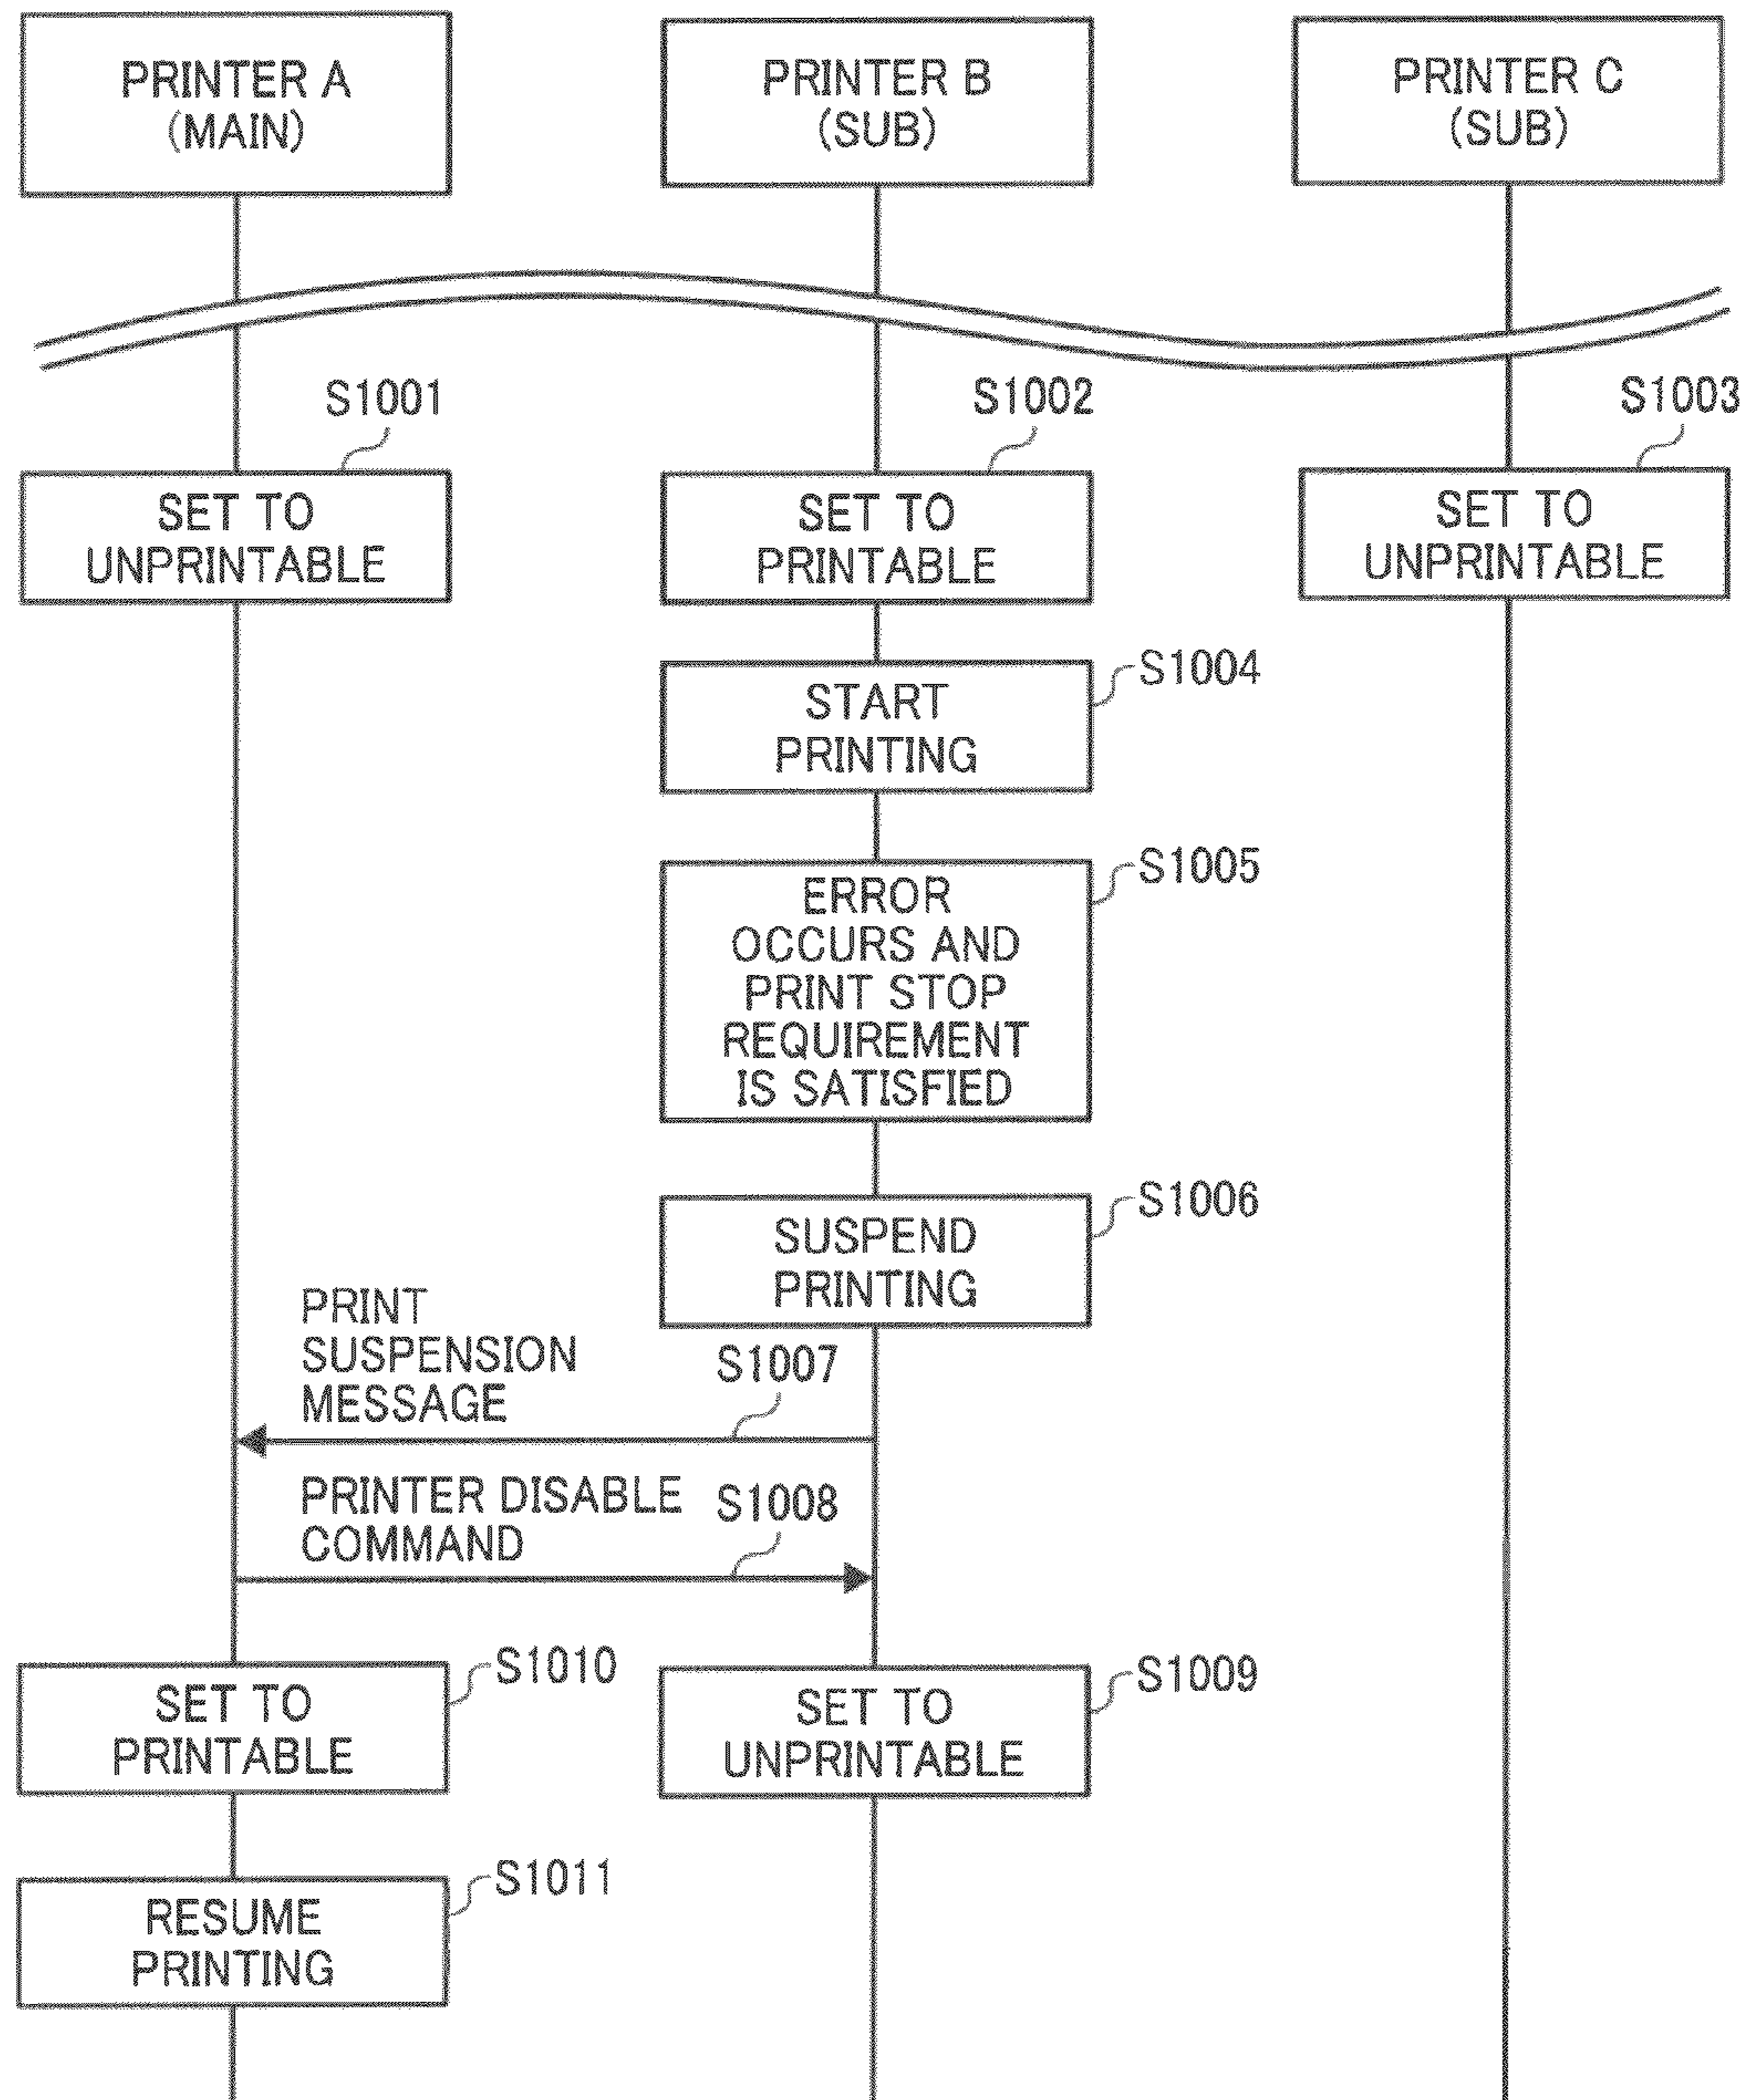 PRINTER A
(MAIN)
PRINTER B
(SUB)
PRINTER C
(SUB)
S1001
S1002
S1003
SET TO
UNPRINTABLE
SET TO
PRINTABLE
SET TO
UNPRINTABLE
S1004
START
PRINTING
S1005
ERROR
OCCURS AND
PRINT STOP
REQUIREMENT
IS SATISFIED
S1006
SUSPEND
PRINTING
PRINT
SUSPENSION
MESSAGE
S1007
PRINTER DISABLE
COMMAND
S1008
S1010
SET TO
PRINTABLE
S1009
SET TO
UNPRINTABLE
S1011
RESUME
PRINTING